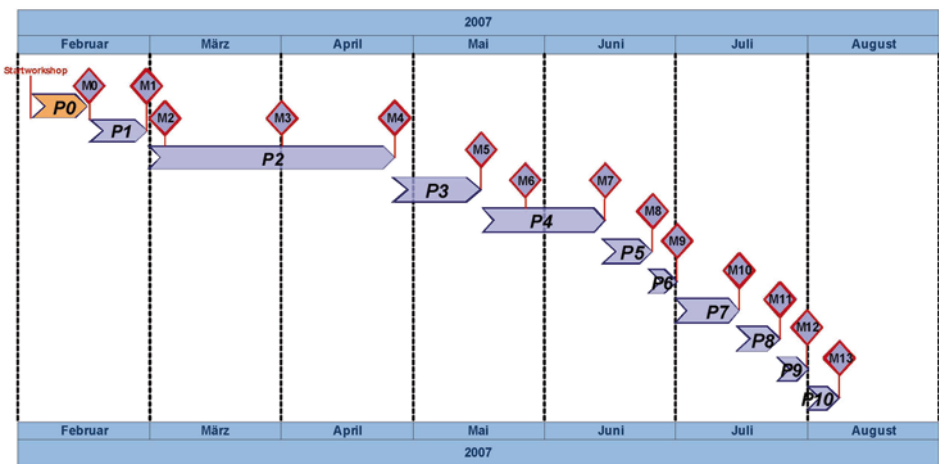 2007
Februar März April Mai Juni Juli August
Startworkshop
M0 M1
P0
M2 M3 M4
P1
M5
P2
M6 M7
P3
M8
P4
M9
P5
M10
P6
M11
P7
M12
P8
M13
P9
P10
Februar März April Mai Juni Juli August
2007